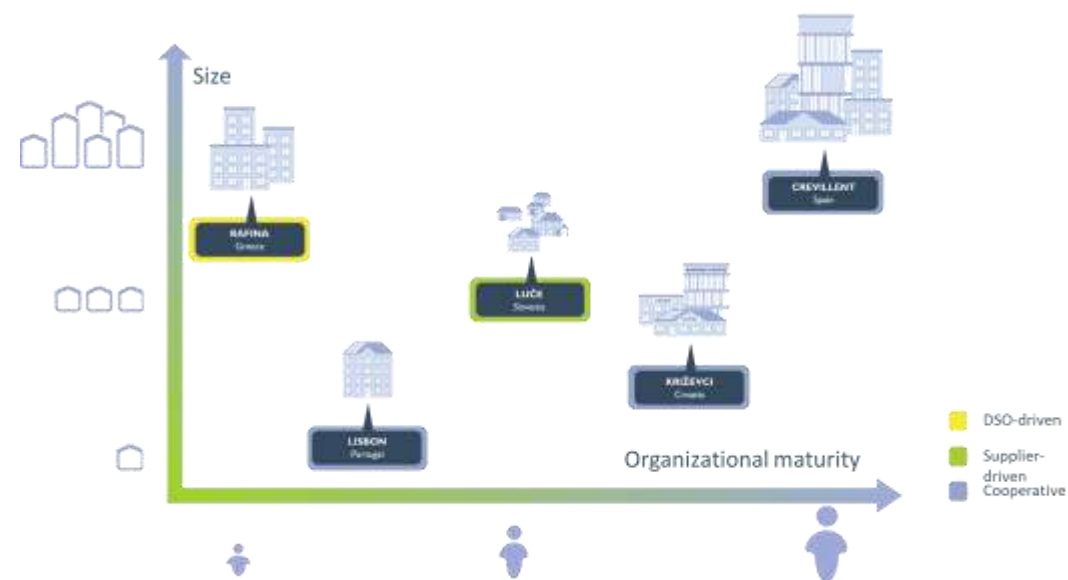 Size
CREVILLENT
Spain
RAFINA
Greece
LUČE
Slovenia
KRIŽEVCI
Croatia
LISBON
Portugal
Organizational maturity
DSO-driven
Supplier-
driven
Cooperative